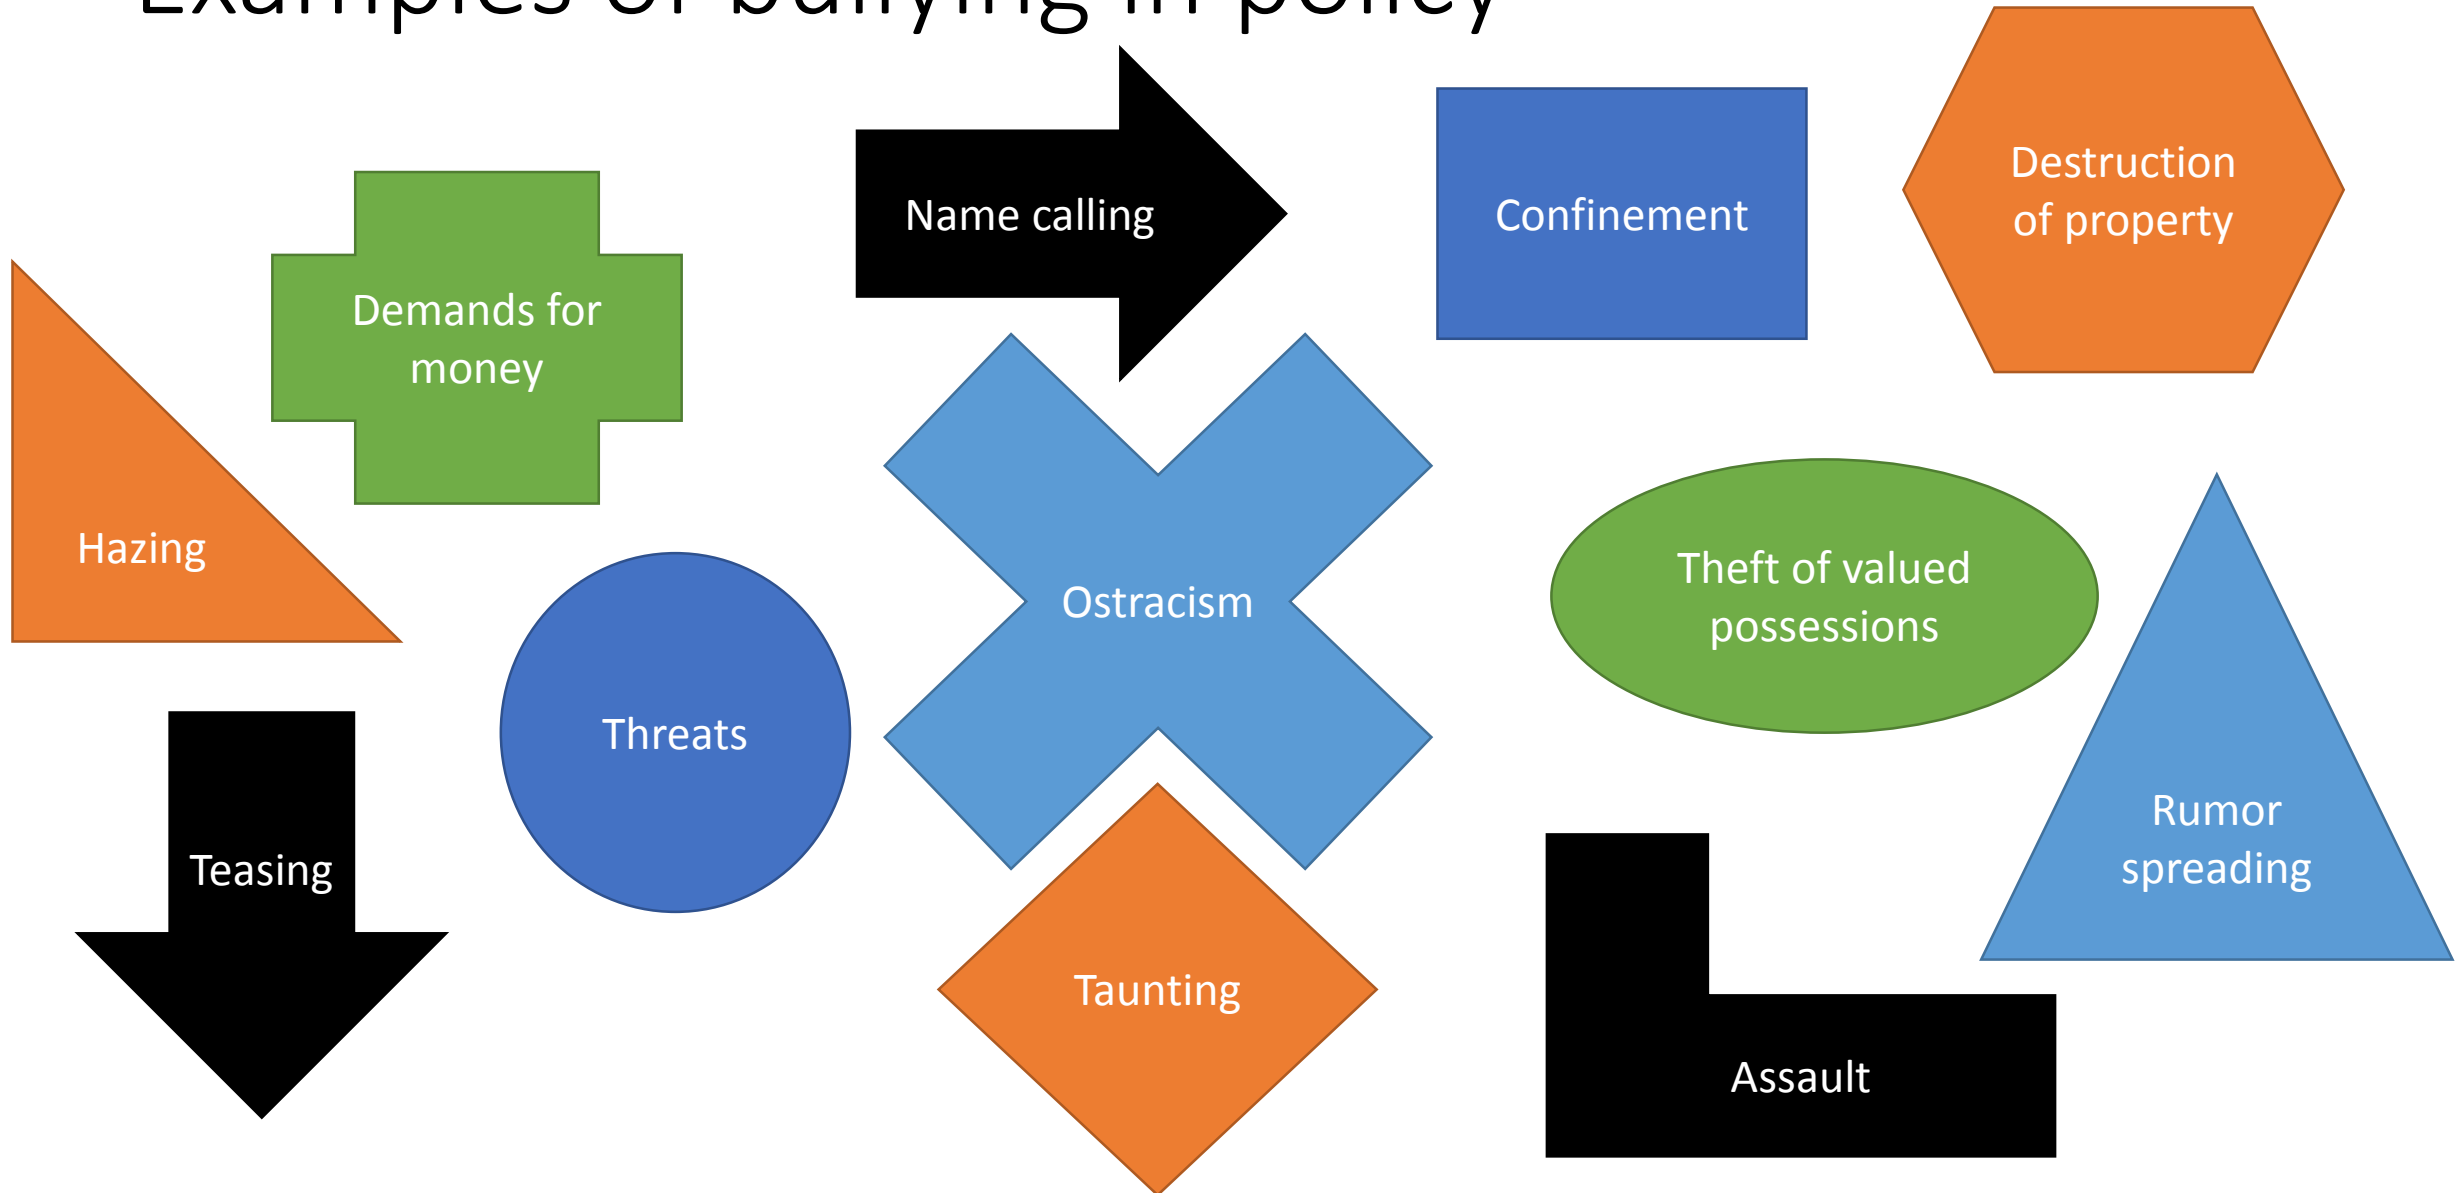 Examples of bullying in policy
Name calling
Confinement
Destruction
of property
Demands for
money
Hazing
Ostracism
Theft of valued
possessions
Threats
Rumor
spreading
Teasing
Taunting
Assault